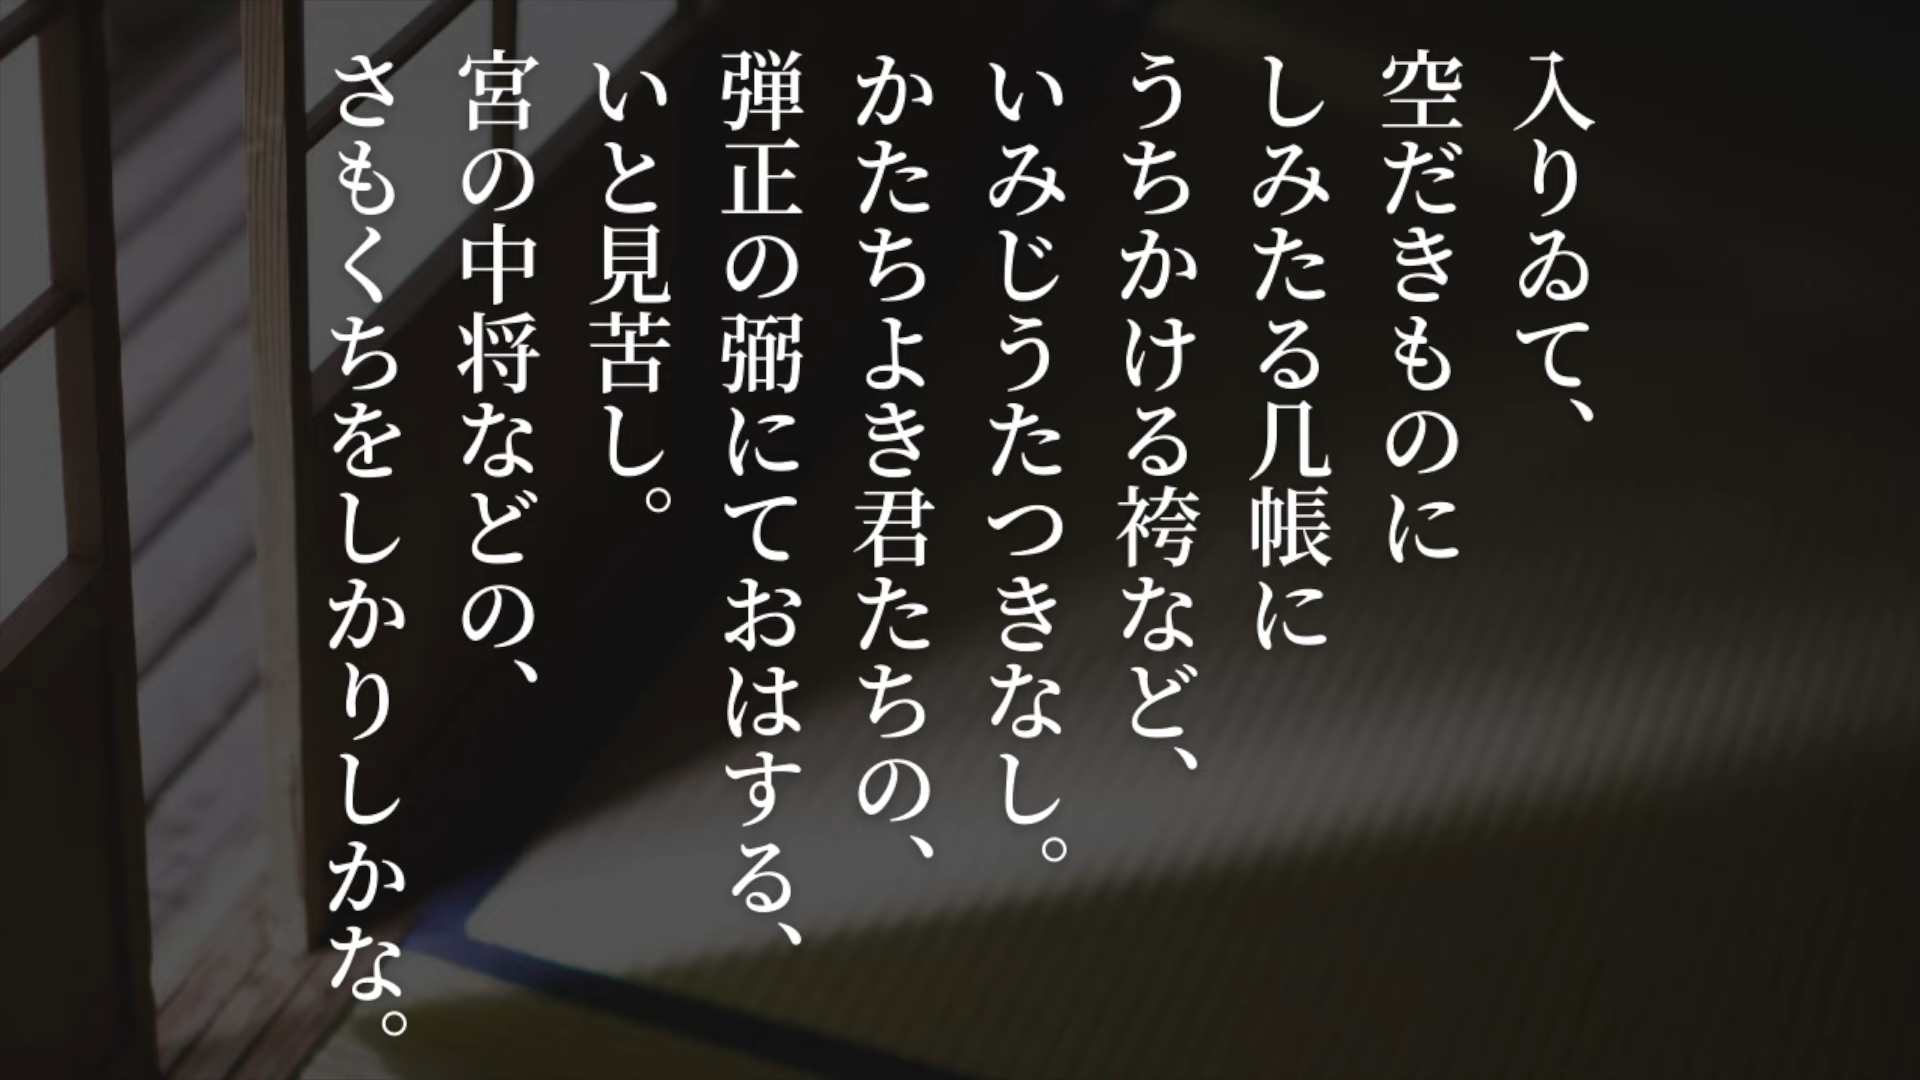 入りゐて、
空だきものに
しみたる几帳に
うちかける袴など、
いみじうたつきなし。
かたちよき君たちの、
弾正の弼にておはする、
いと見苦し。
宮の中将などの、
さもくちをしかりしかな。